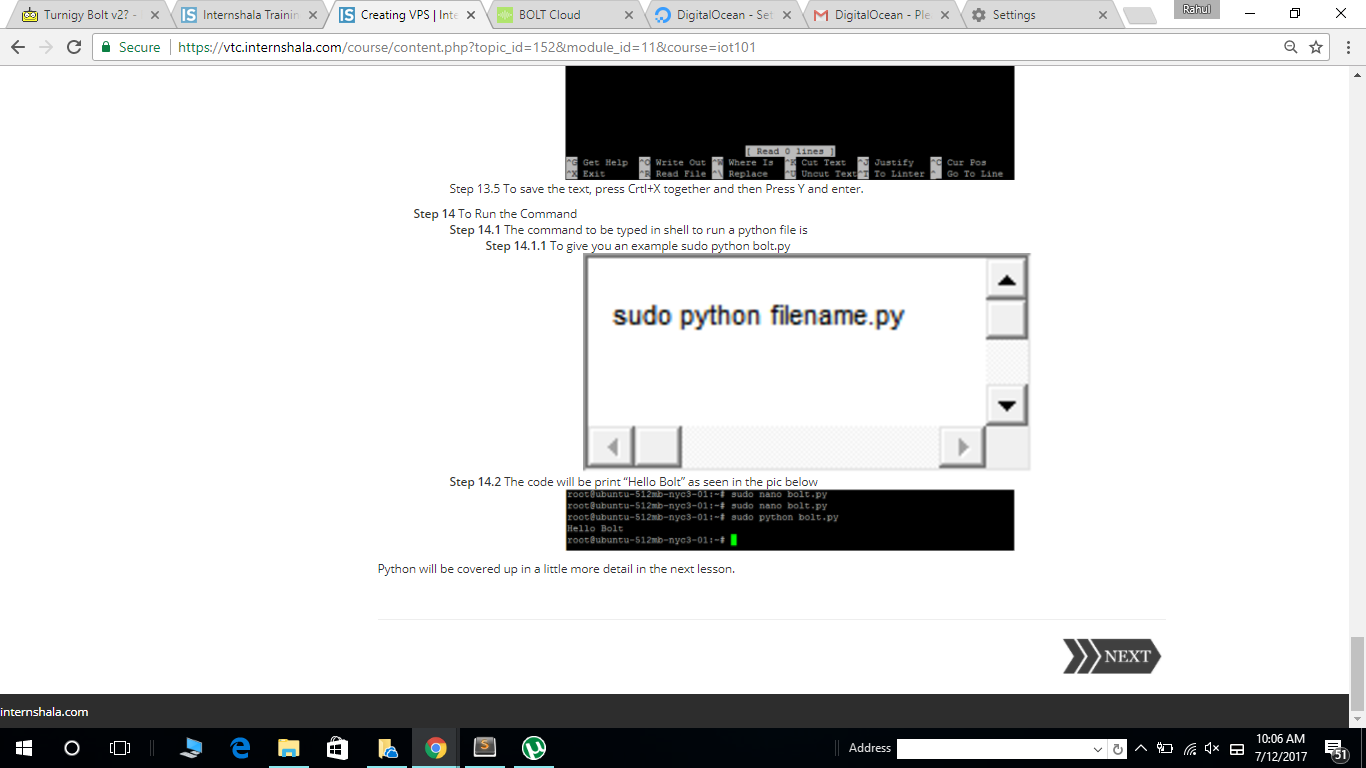 Turnigy Bolt v2? -
Internshala Trainin
Creating VPS | Inte
BOLT Cloud
DigitalOcean - Set
DigitalOcean - Ple
Settings
Rahul
Secure
https://vtc.internshala.com/course/content.php?topic_id=152&module_id=11&course=iot101
[ Read 0 lines ]
^G Get Help ^O Write Out ^W Where Is ^K Cut Text ^J Justify ^C Cur Pos
^X Exit ^R Read File ^\ Replace ^U Uncut Text ^T To Linter ^_ Go To Line
Step 13.5 To save the text, press Crtl+X together and then Press Y and enter.
Step 14 To Run the Command
Step 14.1 The command to be typed in shell to run a python file is
Step 14.1.1 To give you an example sudo python bolt.py
sudo python filename.py
Step 14.2 The code will be print “Hello Bolt” as seen in the pic below
root@ubuntu-512mb-nyc3-01:~# sudo nano bolt.py
root@ubuntu-512mb-nyc3-01:~# sudo nano bolt.py
root@ubuntu-512mb-nyc3-01:~# sudo python bolt.py
Hello Bolt
root@ubuntu-512mb-nyc3-01:~#
Python will be covered up in a little more detail in the next lesson.
NEXT
internshala.com
Address
10:06 AM
7/12/2017
51